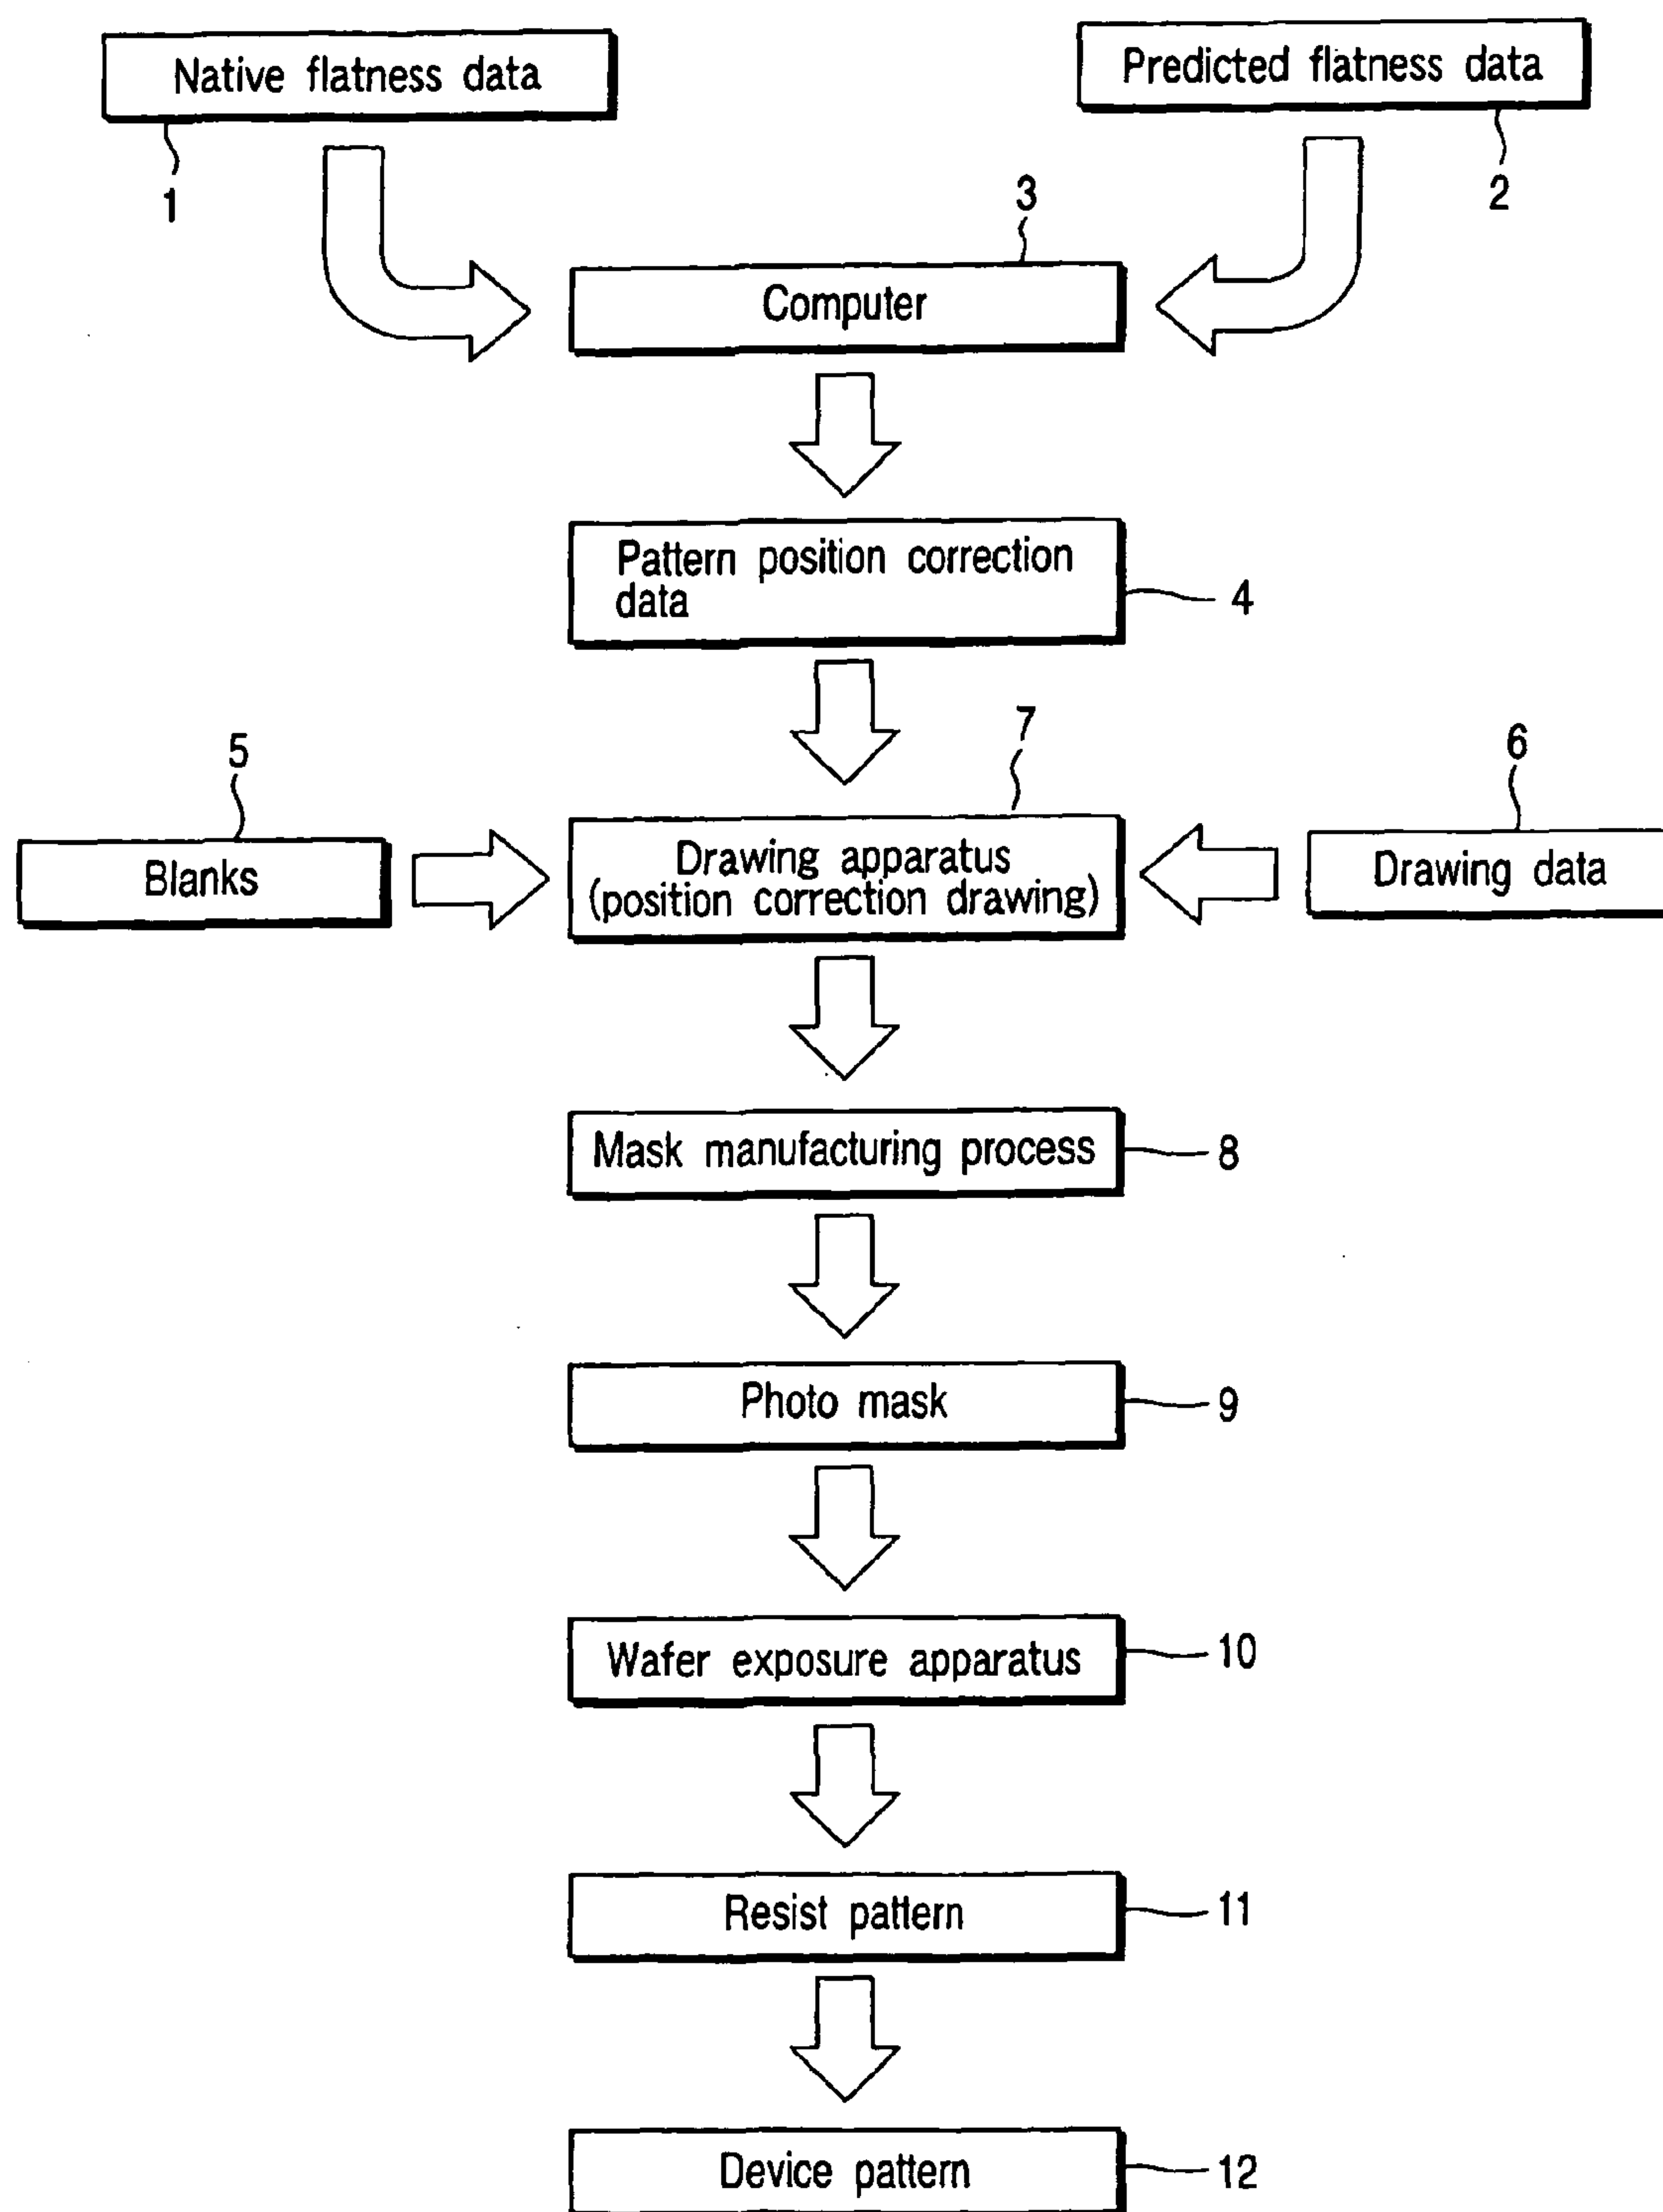 Native flatness data
Predicted flatness data
1
2
3
Computer
Pattern position correction
data
4
5
7
6
Blanks
Drawing apparatus
(position correction drawing)
Drawing data
Mask manufacturing process
8
Photo mask
9
Wafer exposure apparatus
10
Resist pattern
11
Device pattern
12